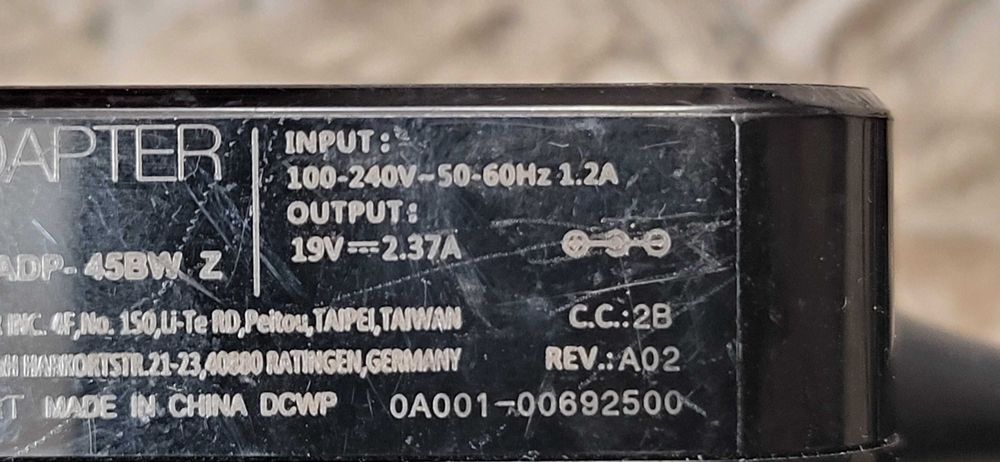 DAPTER
INPUT:
100-240V~50-60Hz 1.2A
OUTPUT:
19V⎓2.37A
ADP-45BW Z
INC. 4F,No. 150,Li-Te RD,Peitou,TAIPEI,TAIWAN
C.C.:2B
HARKORTSTR.21-23,40880 RATINGEN,GERMANY
REV.:A02
MADE IN CHINA DCWP 0A001-00692500